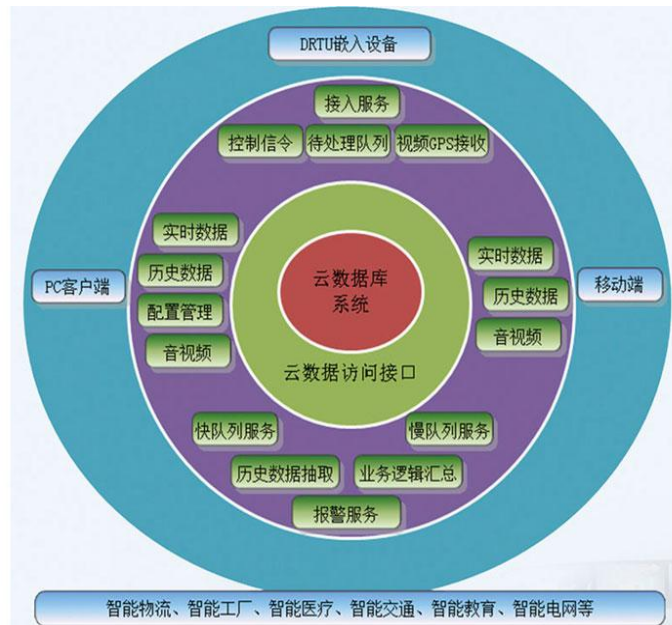 DRTU嵌入设备
接入服务
控制信令
待处理队列
视频GPS接收
实时数据
历史数据
配置管理
音视频
PC客户端
云数据库
系统
云数据访问接口
实时数据
历史数据
音视频
移动端
快队列服务
慢队列服务
历史数据抽取
业务逻辑汇总
报警服务
智能物流、智能工厂、智能医疗、智能交通、智能教育、智能电网等